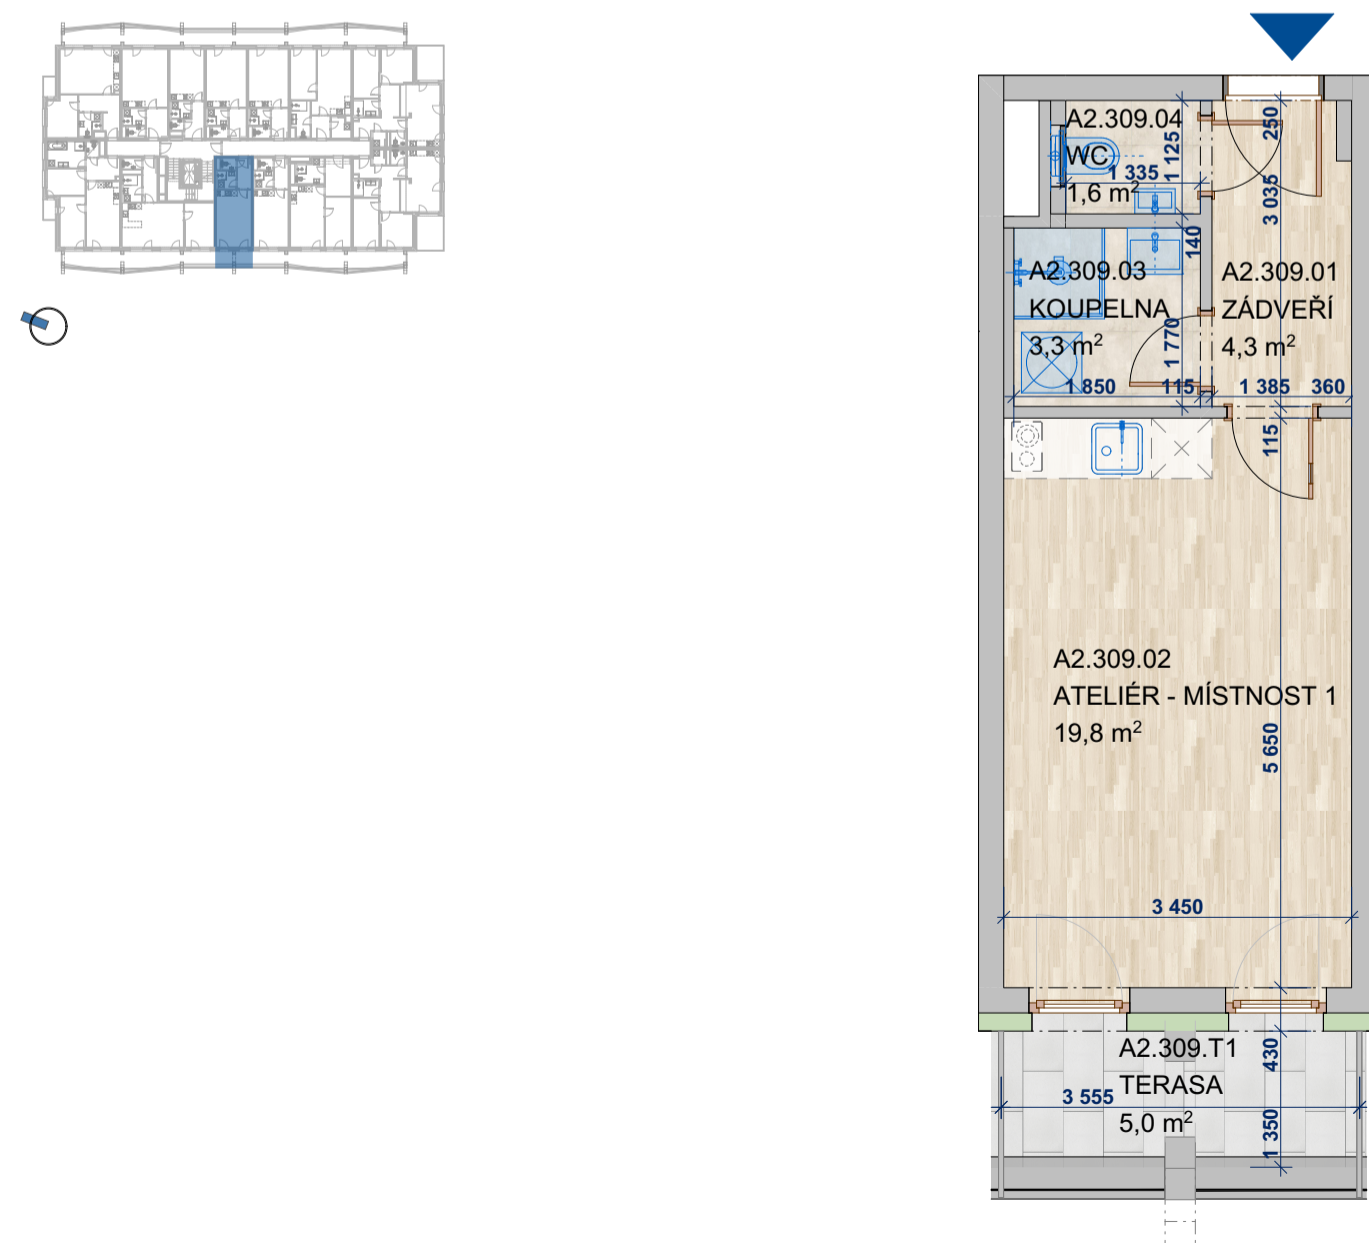 250
A2.309.04
WC
1,6 m²
1 125
1 335
3 035
140
A2.309.03
KOUPELNA
3,3 m²
A2.309.01
ZÁDVEŘÍ
4,3 m²
1 770
1 850
115
1 385
360
115
A2.309.02
ATELIÉR - MÍSTNOST 1
19,8 m²
5 650
3 450
A2.309.T1
TERASA
5,0 m²
430
3 555
1 350